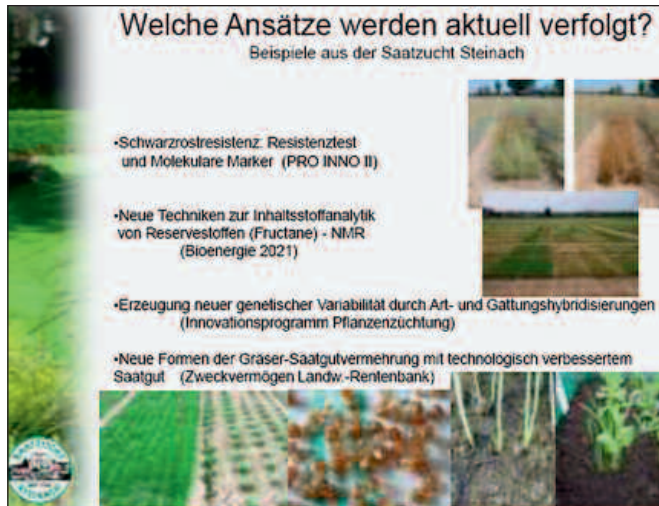 Welche Ansätze werden aktuell verfolgt?
Beispiele aus der Saatzucht Steinach
•Schwarzrostresistenz: Resistenztest
und Molekulare Marker (PRO INNO II)
•Neue Techniken zur Inhaltsstoffanalytik
von Reservestoffen (Fructane) - NMR
(Bioenergie 2021)
•Erzeugung neuer genetischer Variabilität durch Art- und Gattungshybridisierungen
(Innovationsprogramm Pflanzenzüchtung)
•Neue Formen der Gräser-Saatgutvermehrung mit technologisch verbessertem
Saatgut (Zweckvermögen Landw.-Rentenbank)
SAATZUCHT
STEINACH